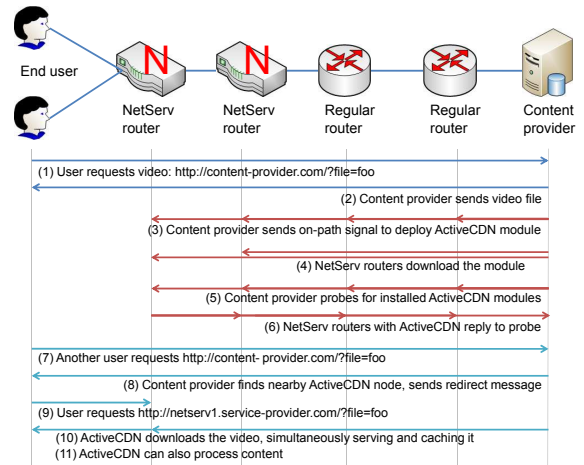 N N
End user
NetServ router
NetServ router
Regular router
Regular router
Content provider
(1) User requests video: http://content-provider.com/?file=foo
(2) Content provider sends video file
(3) Content provider sends on-path signal to deploy ActiveCDN module
(4) NetServ routers download the module
(5) Content provider probes for installed ActiveCDN modules
(6) NetServ routers with ActiveCDN reply to probe
(7) Another user requests http://content- provider.com/?file=foo
(8) Content provider finds nearby ActiveCDN node, sends redirect message
(9) User requests http://netserv1.service-provider.com/?file=foo
(10) ActiveCDN downloads the video, simultaneously serving and caching it
(11) ActiveCDN can also process content